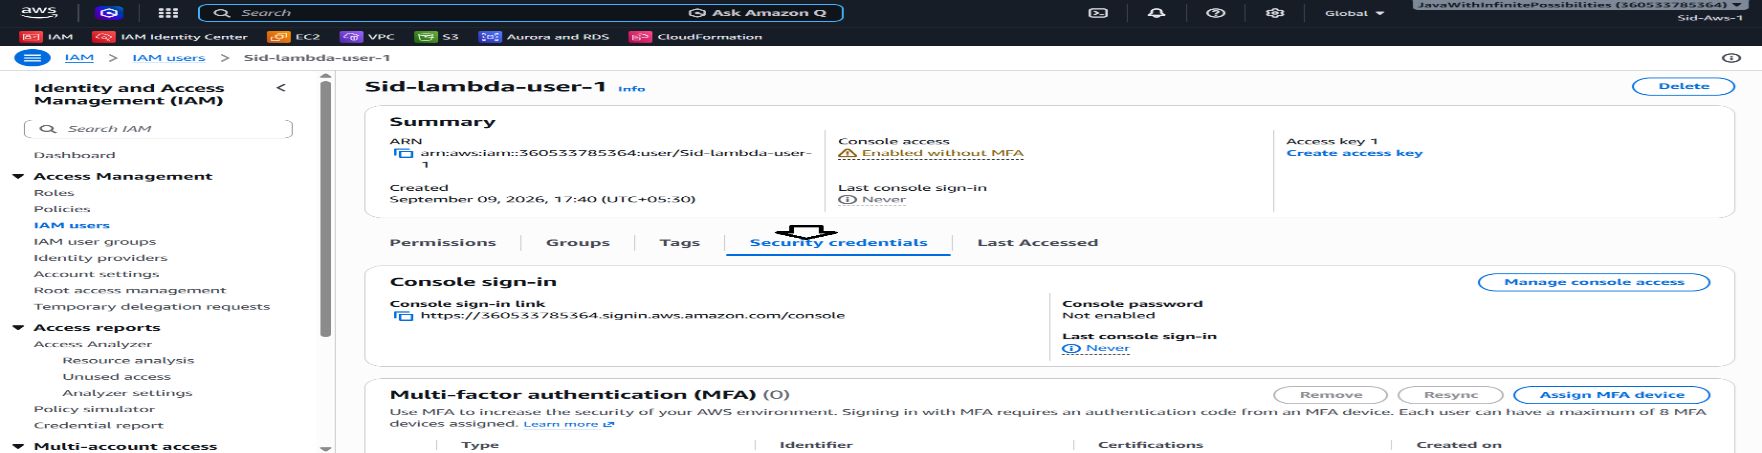 aws
Search
Ask Amazon Q
Global
JavaWithInfinitePossibilities (360533785364)
Sid-Aws-1
IAM
IAM Identity Center
EC2
VPC
S3
Aurora and RDS
CloudFormation
IAM > IAM users > Sid-lambda-user-1
Identity and Access
Management (IAM)
Search IAM
Dashboard
Access Management
Roles
Policies
IAM users
IAM user groups
Identity providers
Account settings
Root access management
Temporary delegation requests
Access reports
Access Analyzer
Resource analysis
Unused access
Analyzer settings
Policy simulator
Credential report
Multi-account access
Sid-lambda-user-1 Info
Delete
Summary
ARN
arn:aws:iam::360533785364:user/Sid-lambda-user-
1
Created
September 09, 2026, 17:40 (UTC+05:30)
Console access
Enabled without MFA
Last console sign-in
Never
Access key 1
Create access key
Permissions
Groups
Tags
Security credentials
Last Accessed
Console sign-in
Manage console access
Console sign-in link
https://360533785364.signin.aws.amazon.com/console
Console password
Not enabled
Last console sign-in
Never
Multi-factor authentication (MFA) (0)
Remove
Resync
Assign MFA device
Use MFA to increase the security of your AWS environment. Signing in with MFA requires an authentication code from an MFA device. Each user can have a maximum of 8 MFA
devices assigned. Learn more
Type
Identifier
Certifications
Created on